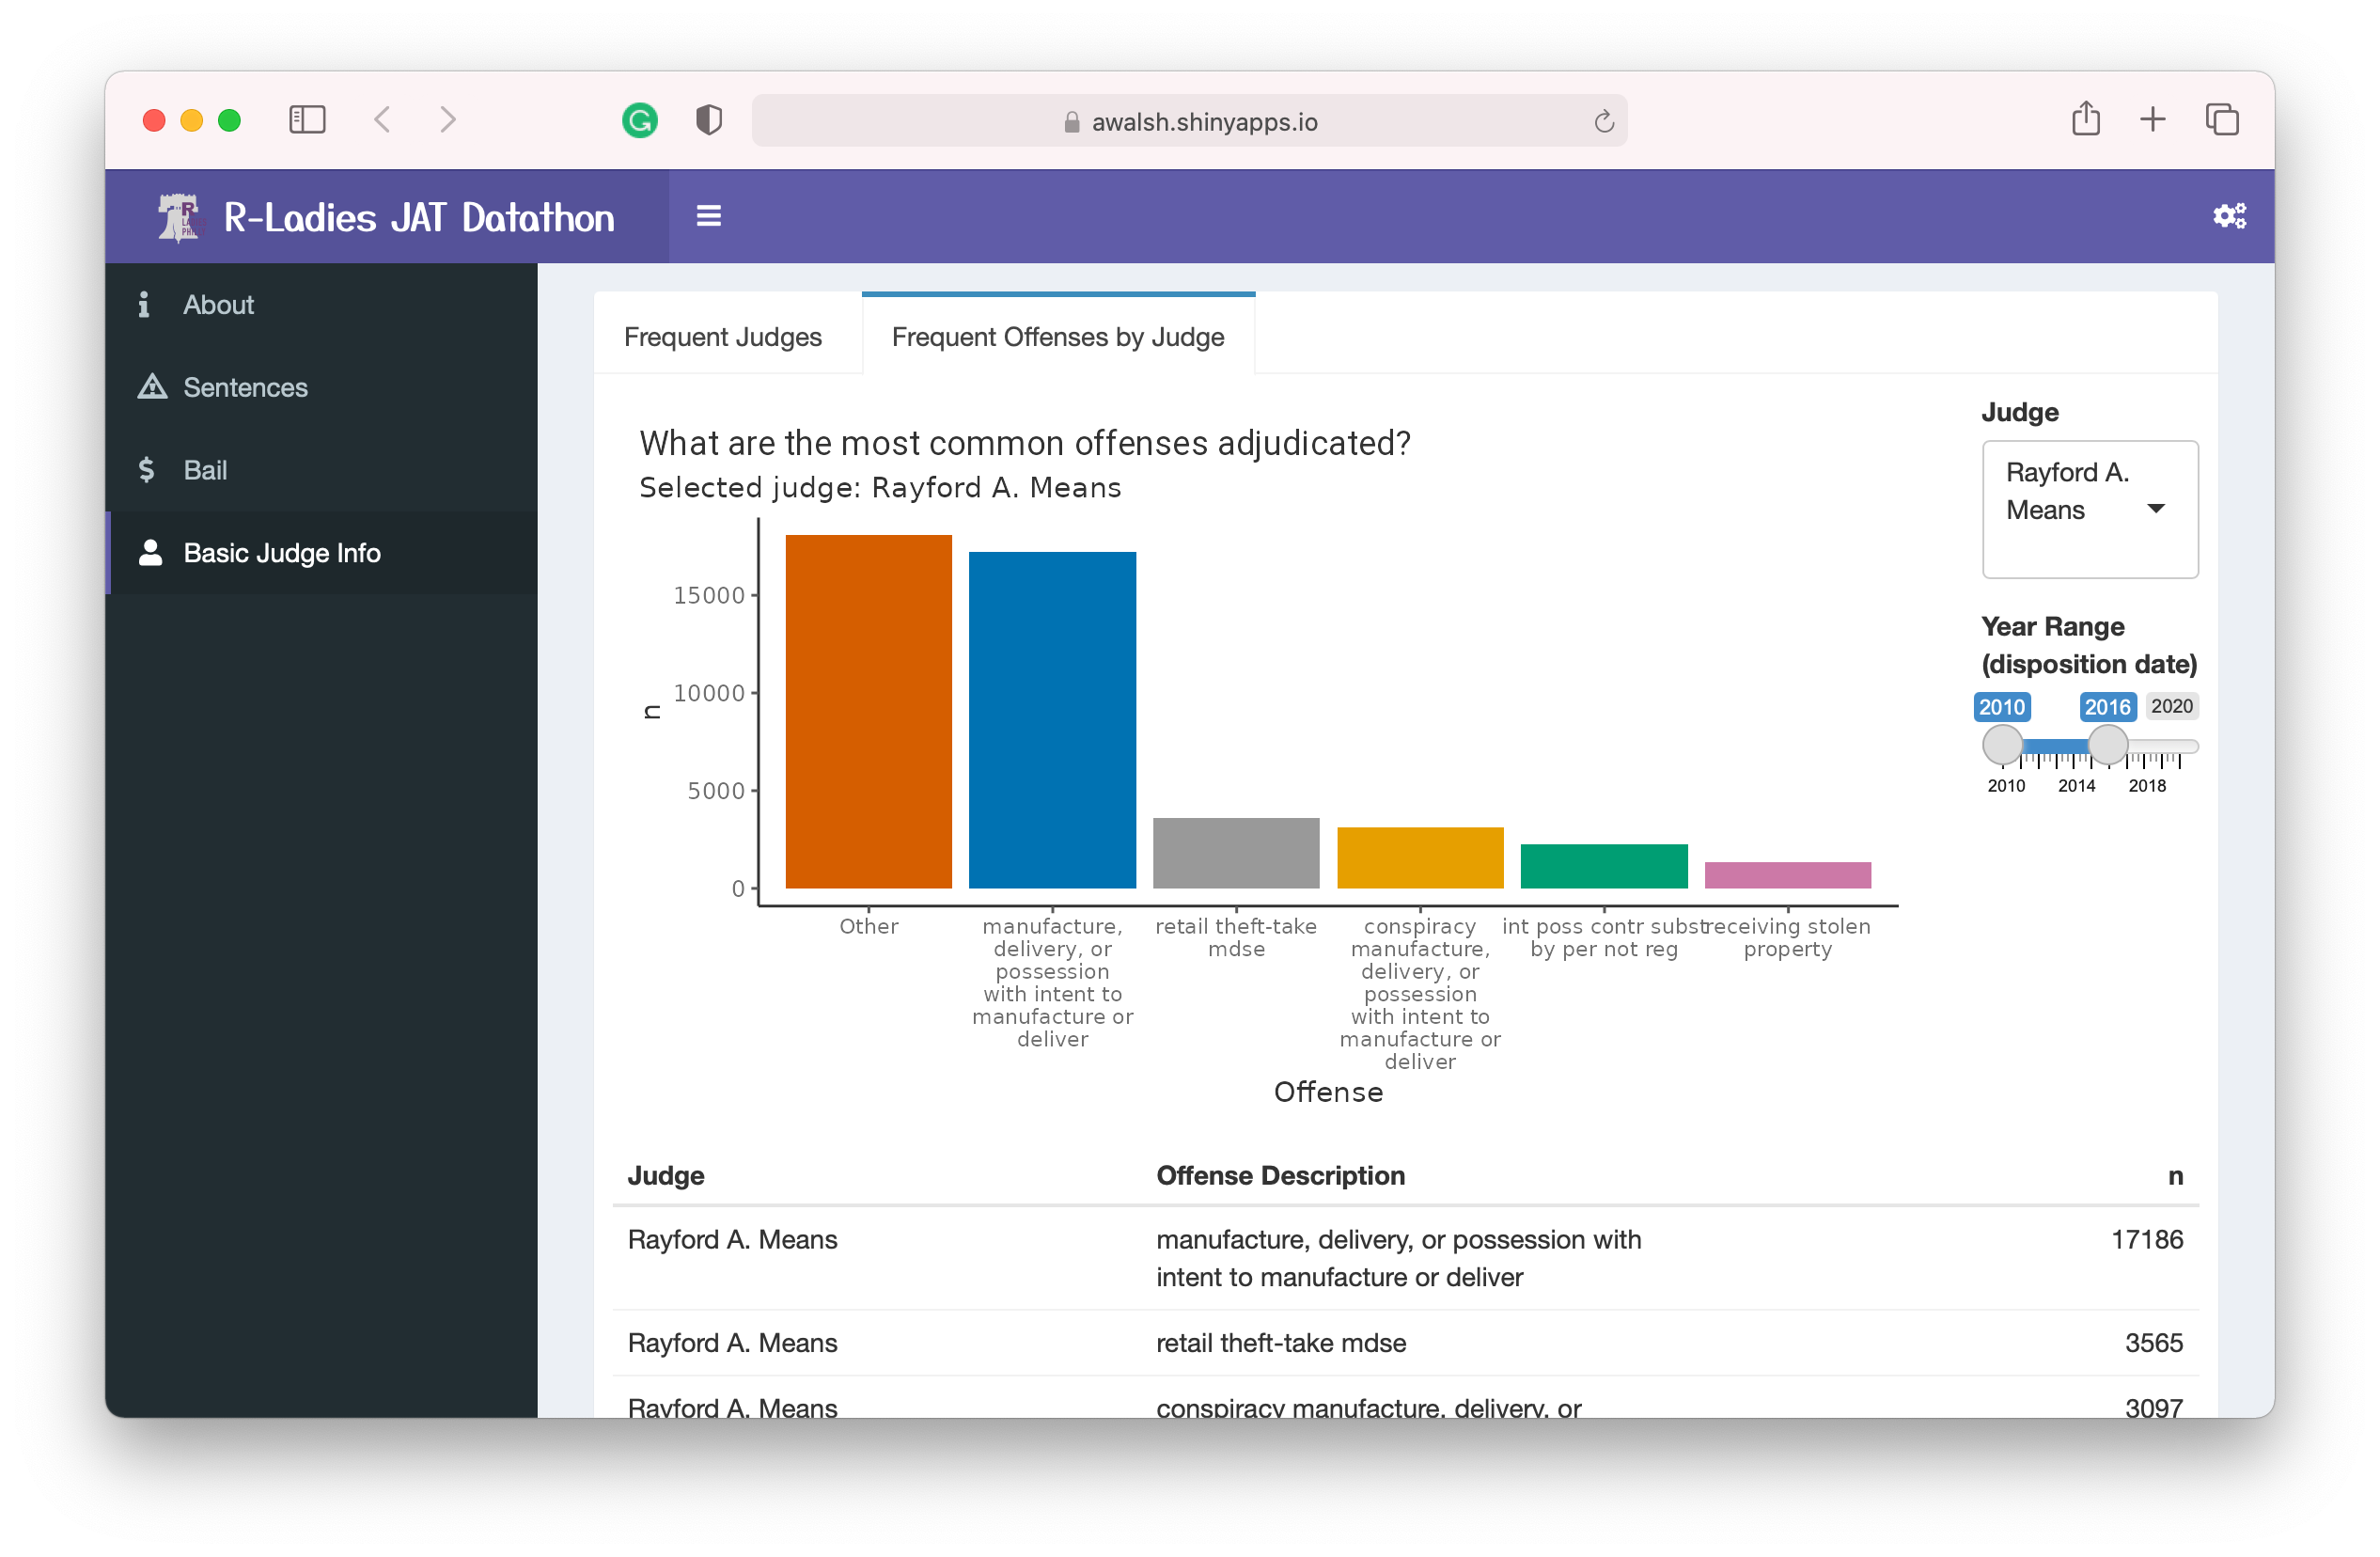 awalsh.shinyapps.io
R-Ladies JAT Datathon
About
Sentences
Bail
Basic Judge Info
Frequent Judges
Frequent Offenses by Judge
What are the most common offenses adjudicated?
Selected judge: Rayford A. Means
n
15000
10000
5000
0
Other
manufacture,
delivery, or
possession
with intent to
manufacture or
deliver
retail theft-take
mdse
conspiracy
manufacture,
delivery, or
possession
with intent to
manufacture or
deliver
int poss contr subst
by per not reg
receiving stolen
property
Offense
Judge
Rayford A.
Means
Year Range
(disposition date)
2010 2016 2020
2010 2014 2018
Judge Offense Description n
Rayford A. Means manufacture, delivery, or possession with 17186
intent to manufacture or deliver
Rayford A. Means retail theft-take mdse 3565
Rayford A. Means conspiracy manufacture, delivery, or 3097